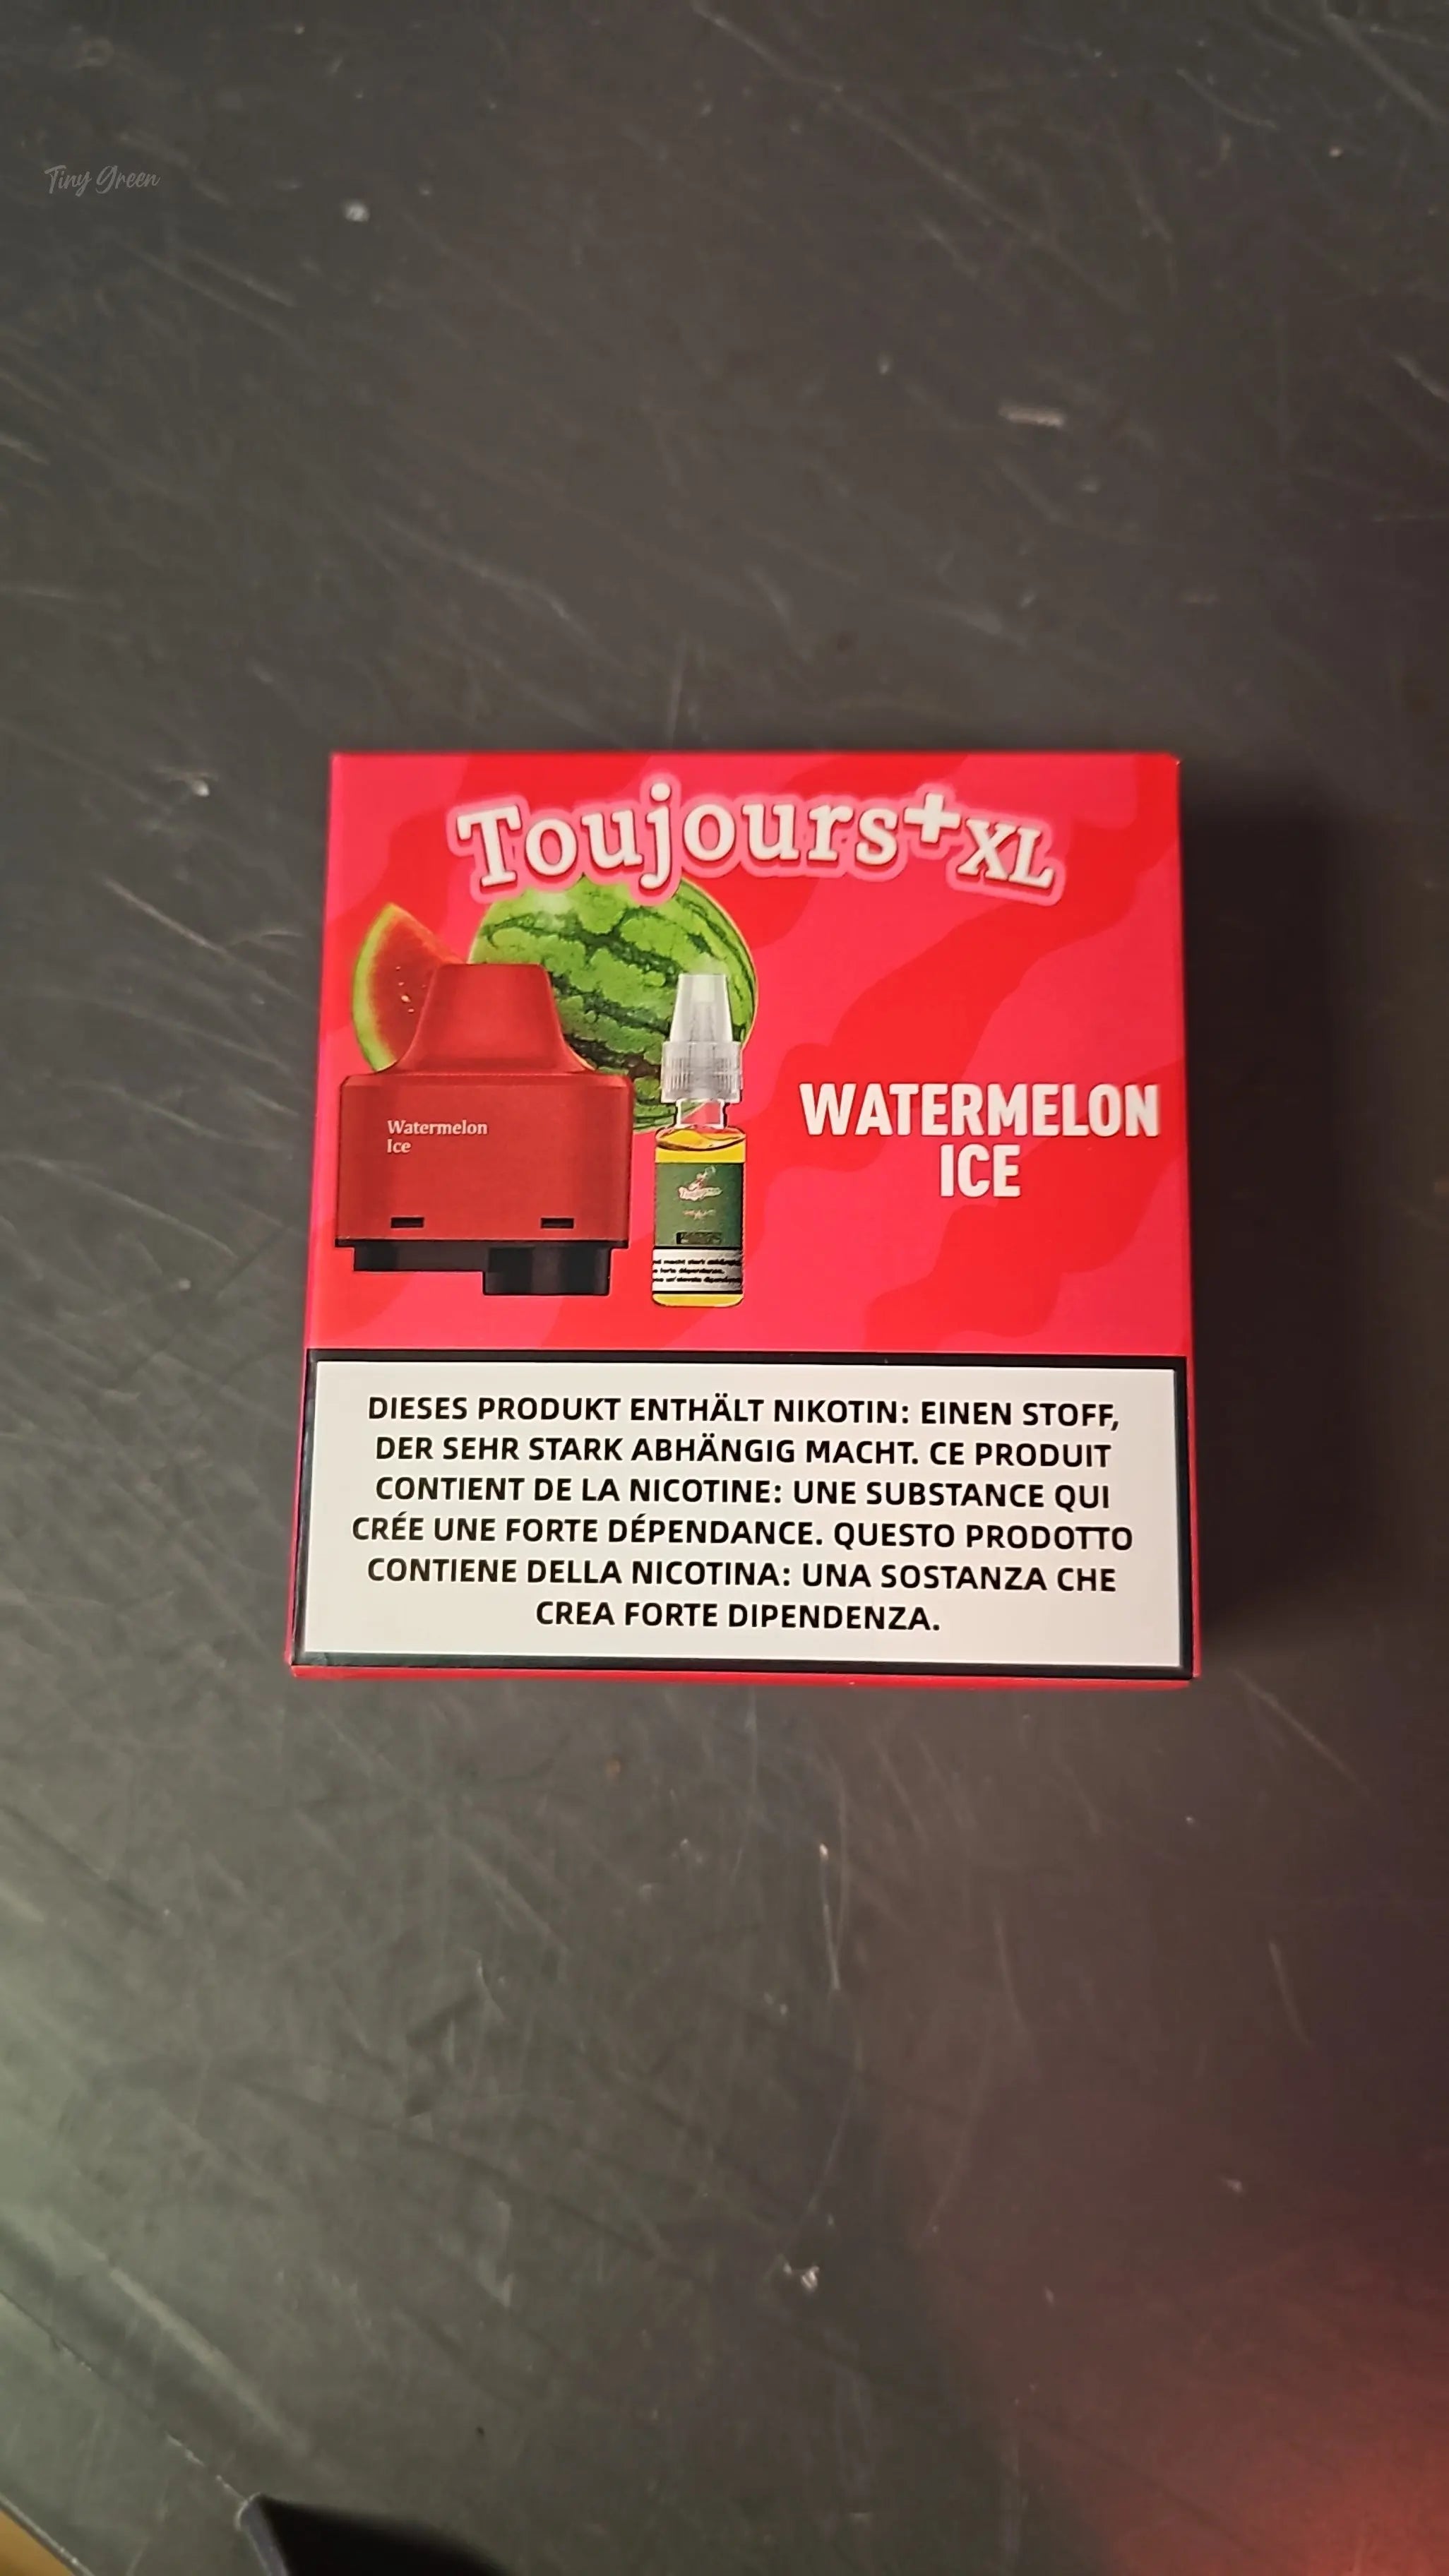 Tiny Green
Toujours+XL
Watermelon
Ice
WATERMELON
ICE
DIESES PRODUKT ENTHÄLT NIKOTIN: EINEN STOFF,
DER SEHR STARK ABHÄNGIG MACHT. CE PRODUIT
CONTIENT DE LA NICOTINE: UNE SUBSTANCE QUI
CRÉE UNE FORTE DÉPENDANCE. QUESTO PRODOTTO
CONTIENE DELLA NICOTINA: UNA SOSTANZA CHE
CREA FORTE DIPENDENZA.